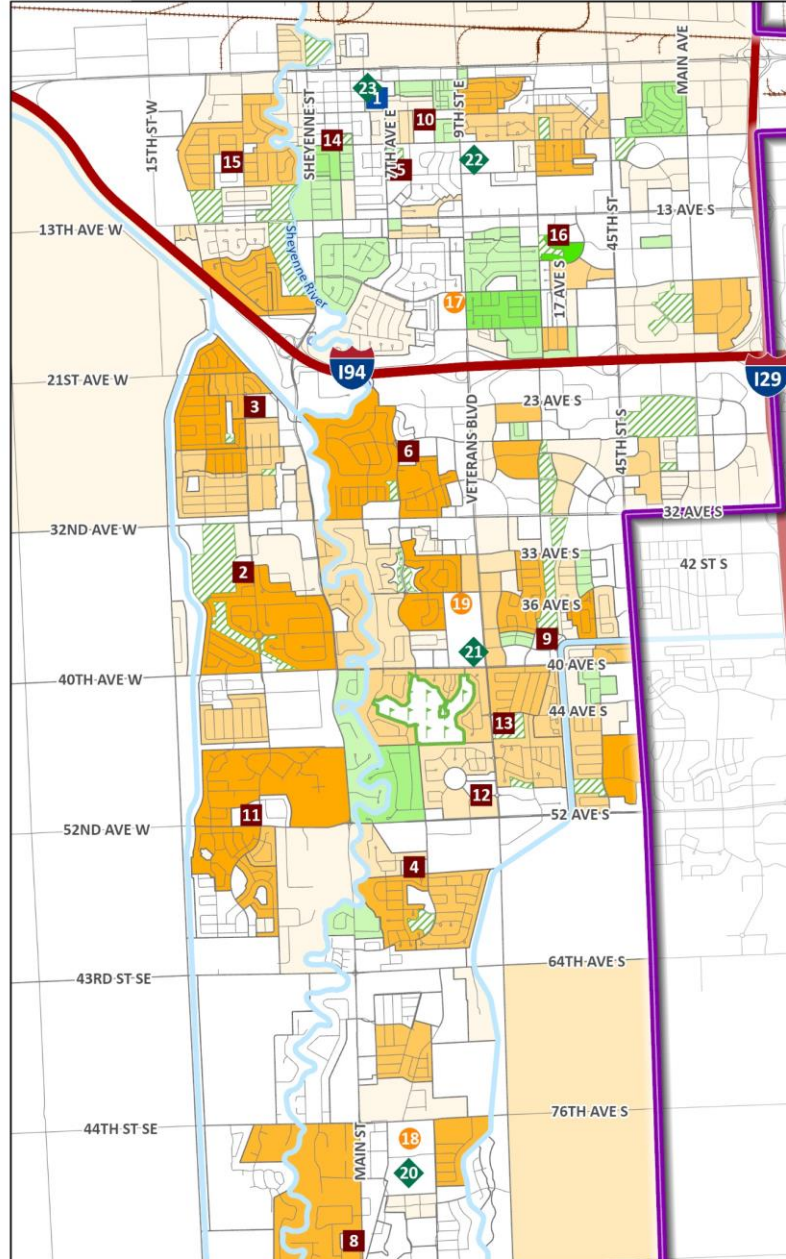 MAIN AVE
23
1
9TH ST E
SHEYENNE ST
7TH AVE E
10
15TH ST W
14
15
22
5
13 AVE S
45TH ST
16
13TH AVE W
Sheyenne River
17 AVE S
17
I94
I29
21ST AVE W
23 AVE S
3
VETERANS BLVD
45TH ST S
6
32 AVE S
32ND AVE W
33 AVE S
42 ST S
2
36 AVE S
19
9
21
40 AVE S
40TH AVE W
44 AVE S
13
12
11
52 AVE S
52ND AVE W
4
64TH AVE S
43RD ST SE
76TH AVE S
44TH ST SE
18
MAIN ST
20
8